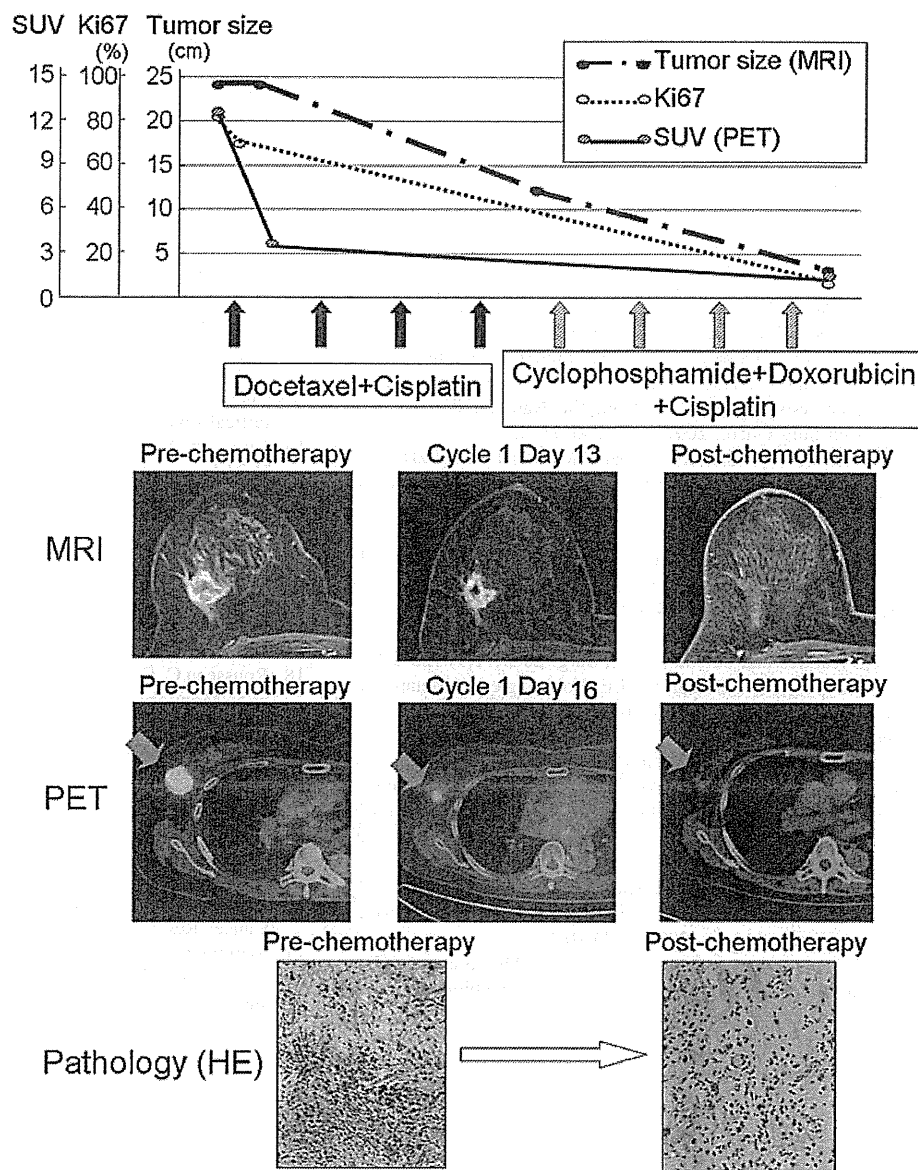 SUV Ki67 Tumor size
(%) (cm)
15 100 25
12 80 20
9 60 15
6 40 10
3 20 5
0
Tumor size (MRI)
Ki67
SUV (PET)
Docetaxel+Cisplatin
Cyclophosphamide+Doxorubicin
+Cisplatin
Pre-chemotherapy Cycle 1 Day 13 Post-chemotherapy
MRI
Pre-chemotherapy Cycle 1 Day 16 Post-chemotherapy
PET
Pre-chemotherapy Post-chemotherapy
Pathology (HE)